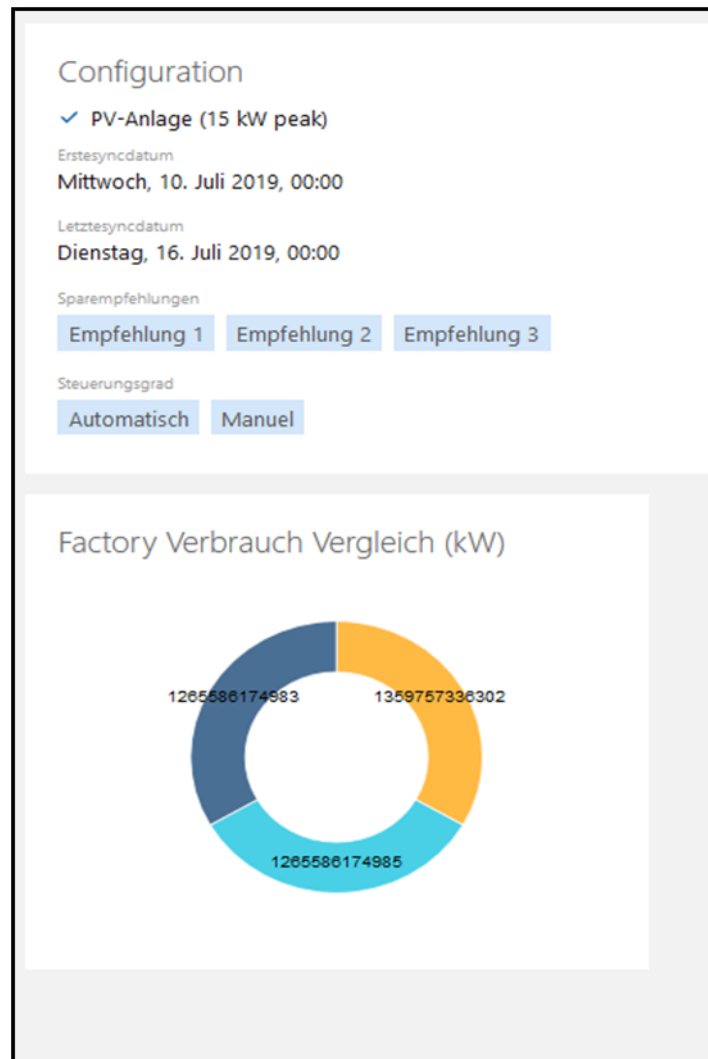 Configuration
PV-Anlage (15 kW peak)
Erstesyncdatum
Mittwoch, 10. Juli 2019, 00:00
Letztesyncdatum
Dienstag, 16. Juli 2019, 00:00
Sparempfehlungen
Empfehlung 1 Empfehlung 2 Empfehlung 3
Steuerungsgrad
Automatisch Manuel
Factory Verbrauch Vergleich (kW)
1265586174983 1359757336302
1265586174985